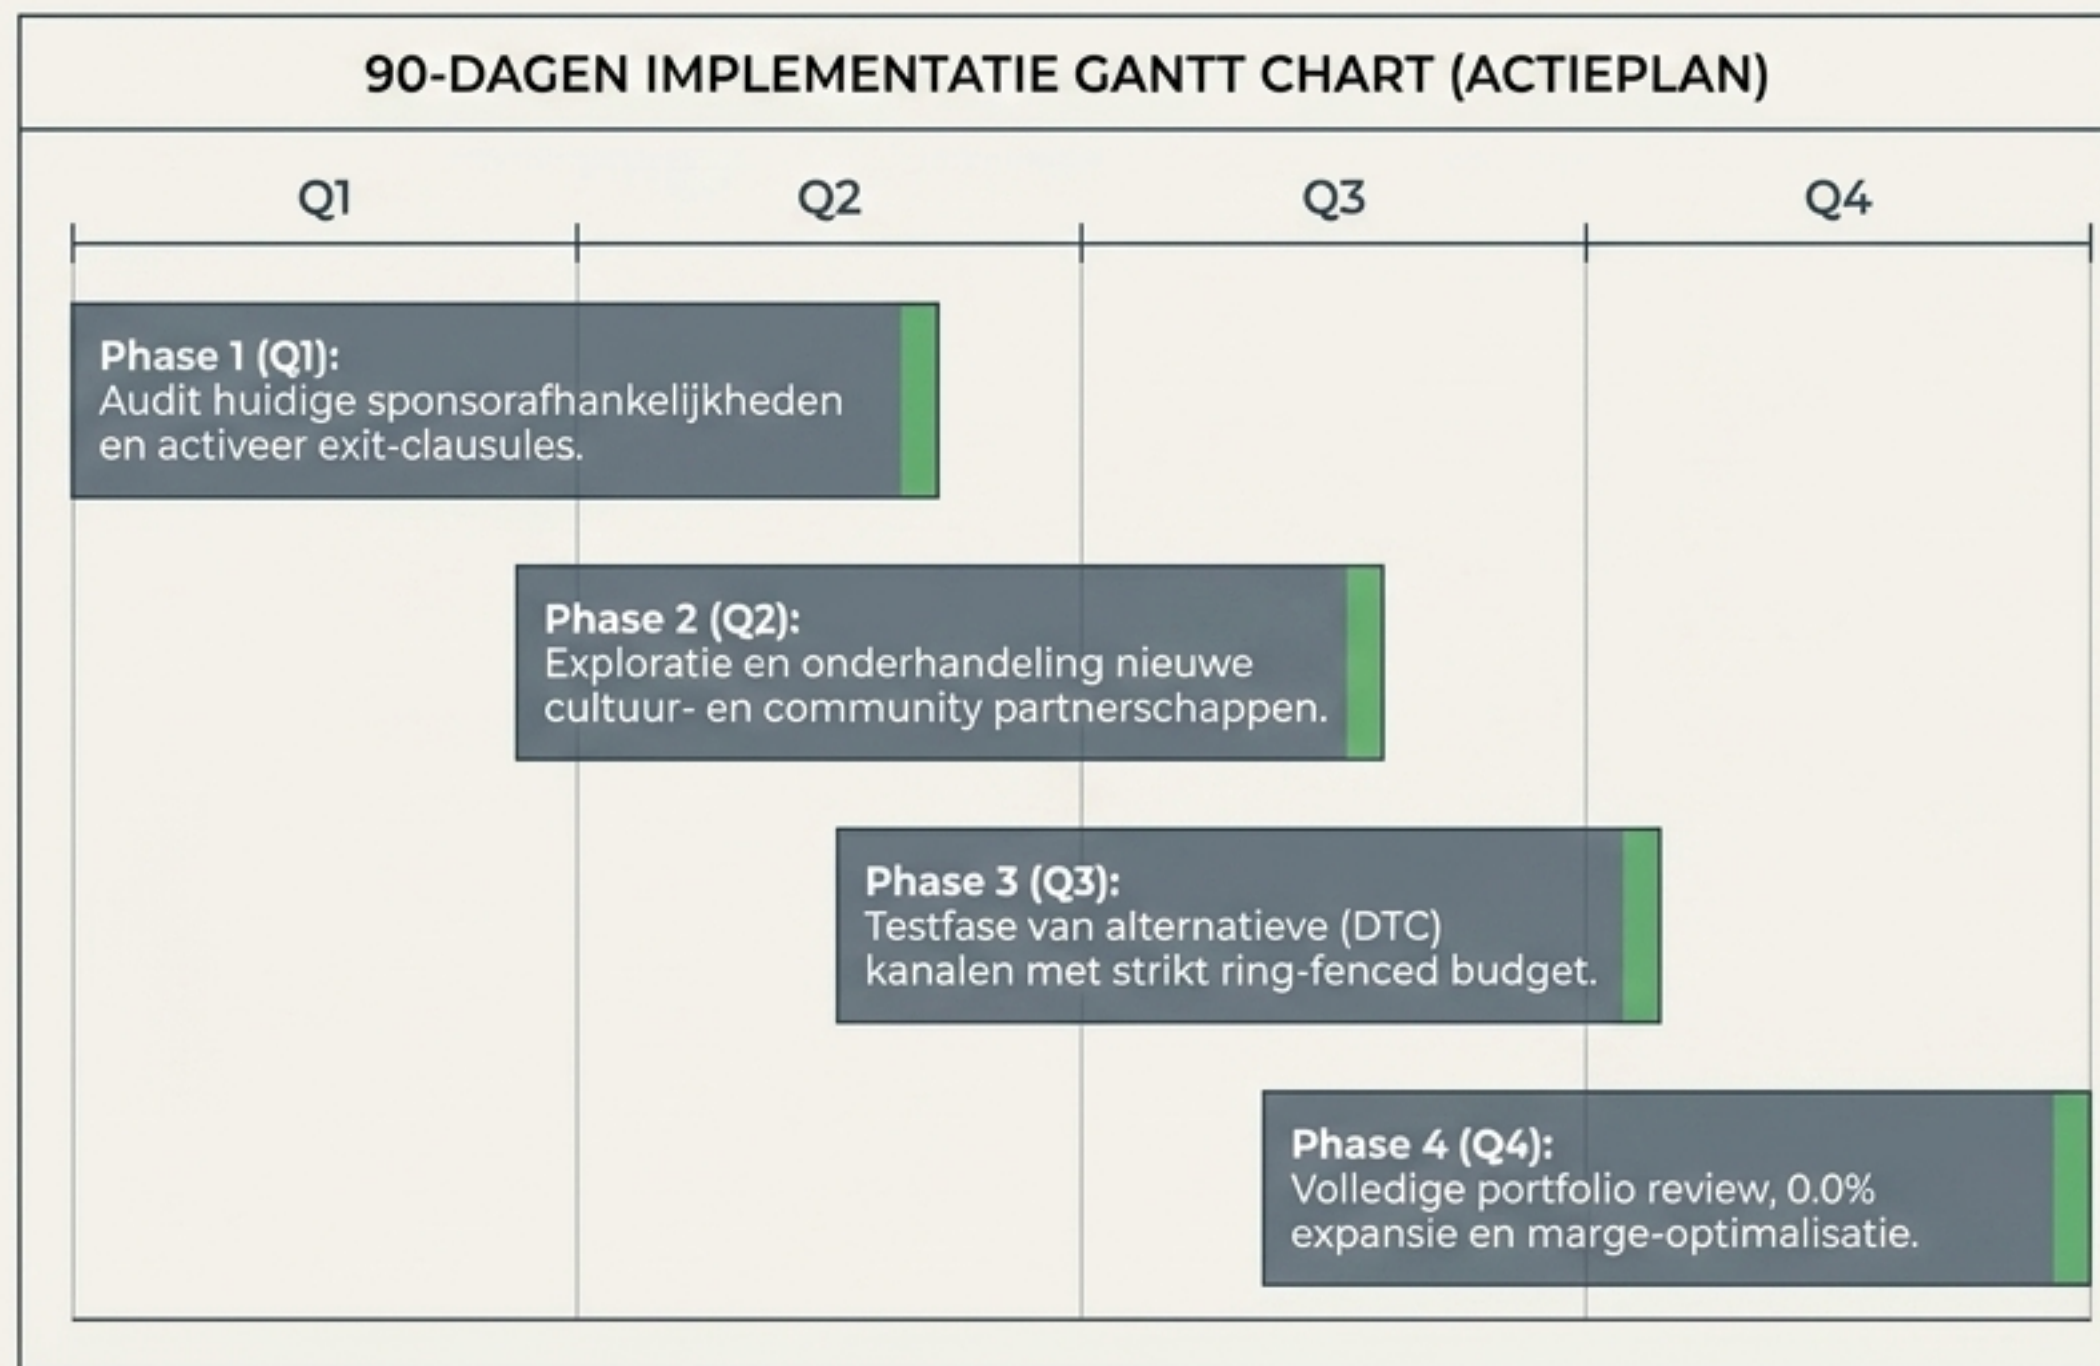 90-DAGEN IMPLEMENTATIE GANTT CHART (ACTIEPLAN)
Q1 Q2 Q3 Q4
Phase 1 (Q1):
Audit huidige sponsorafhankelijkheden
en activeer exit-clausules.
Phase 2 (Q2):
Exploratie en onderhandeling nieuwe
cultuur- en community partnerschappen.
Phase 3 (Q3):
Testfase van alternatieve (DTC)
kanalen met strikt ring-fenced budget.
Phase 4 (Q4):
Volledige portfolio review, 0.0%
expansie en marge-optimalisatie.